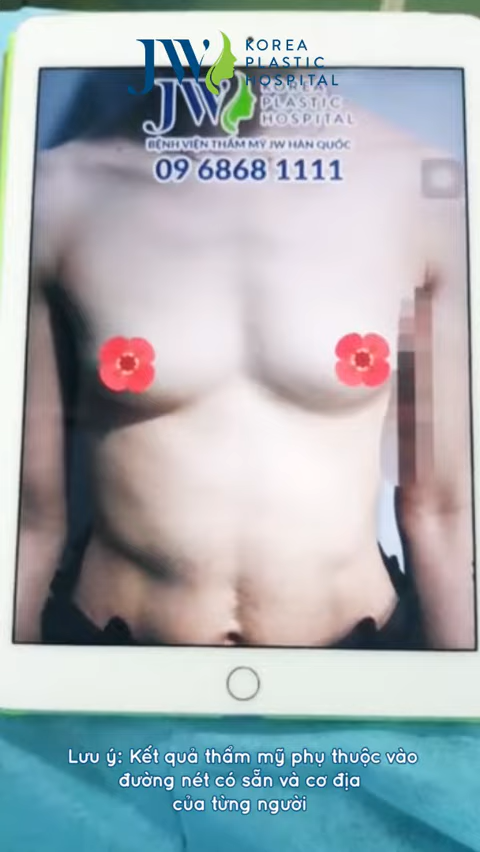 JW
KOREA
PLASTIC
HOSPITAL
JW
KOREA
PLASTIC
HOSPITAL
BỆNH VIỆN THẨM MỸ JW HÀN QUỐC
09 6868 1111
Lưu ý: Kết quả thẩm mỹ phụ thuộc vào
đường nét có sẵn và cơ địa
của từng người